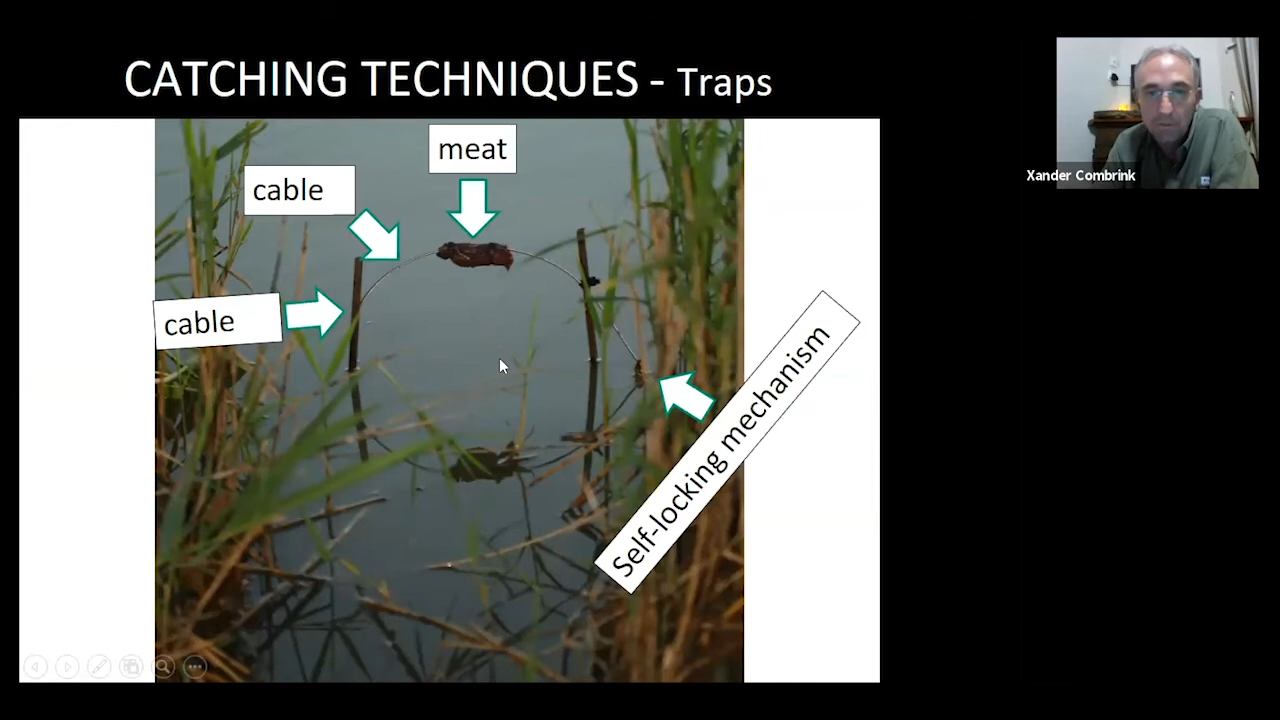 CATCHING TECHNIQUES - Traps
meat
cable
cable
Self-locking mechanism
Xander Combrink